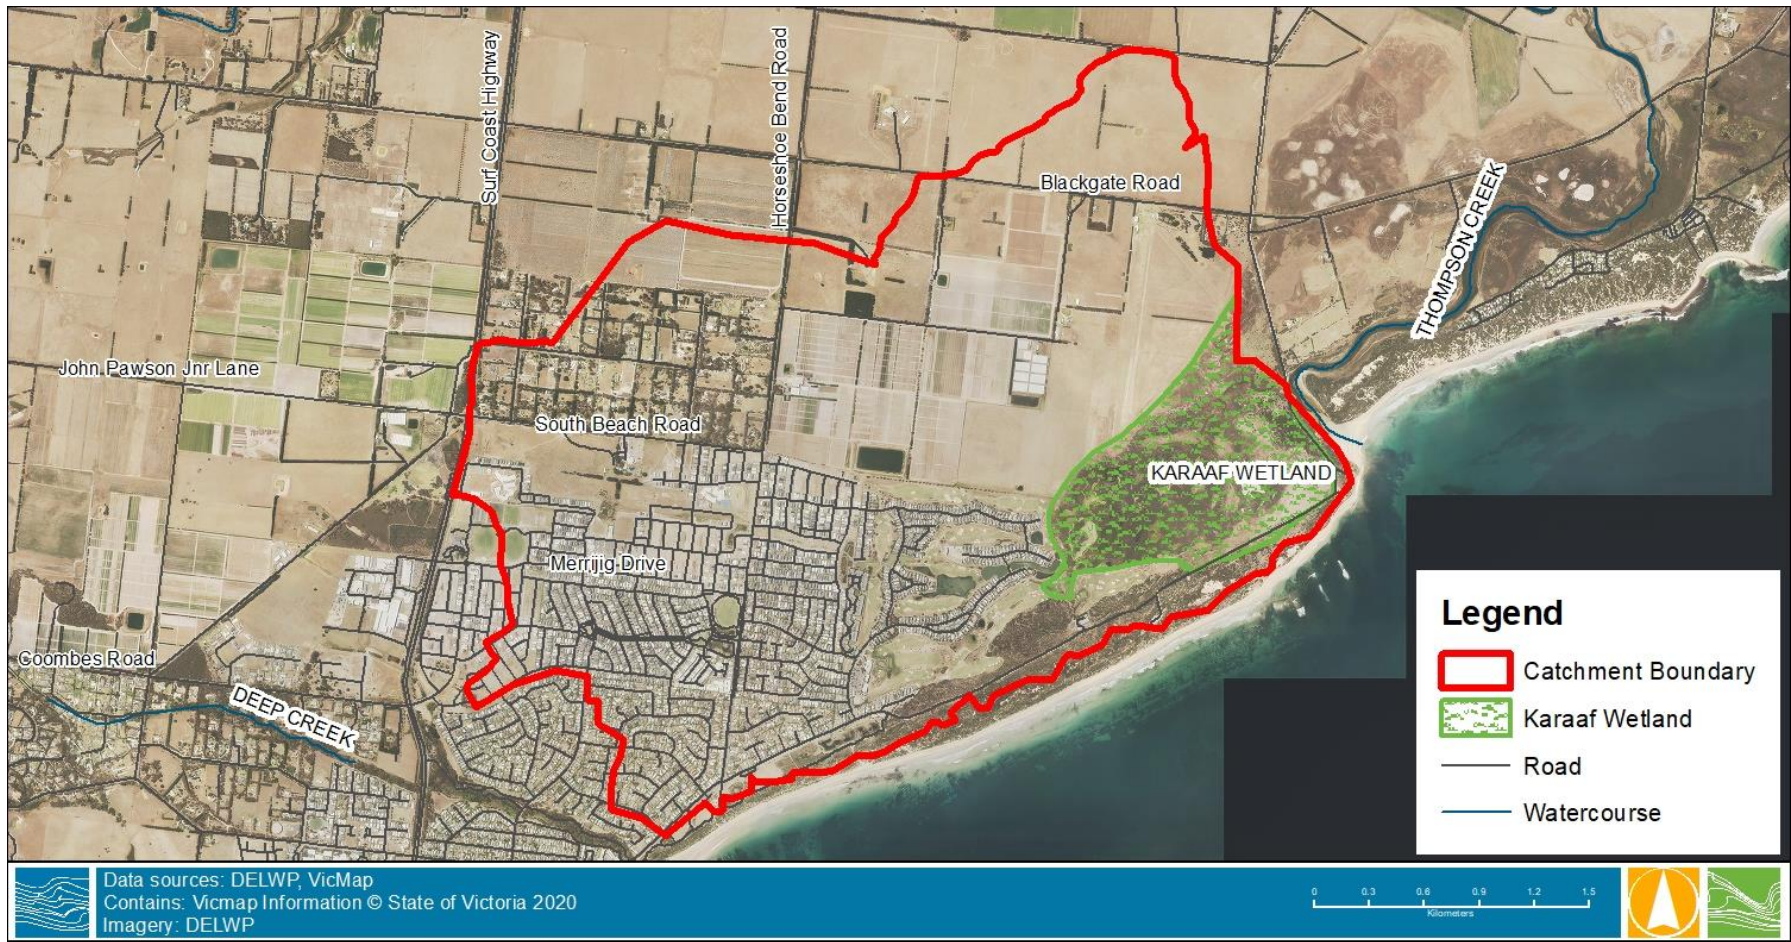 Surf Coast Highway
Horseshoe Bend Road
Blackgate Road
THOMPSON CREEK
John Pawson Jnr Lane
South Beach Road
KARAAF WETLAND
Merrijig Drive
Coombes Road
DEEP CREEK
Legend
Catchment Boundary
Karaaf Wetland
Road
Watercourse
Data sources: DELWP, VicMap
Contains: Vicmap Information © State of Victoria 2020
Imagery: DELWP
0 0.3 0.6 0.9 1.2 1.5
Kilometers